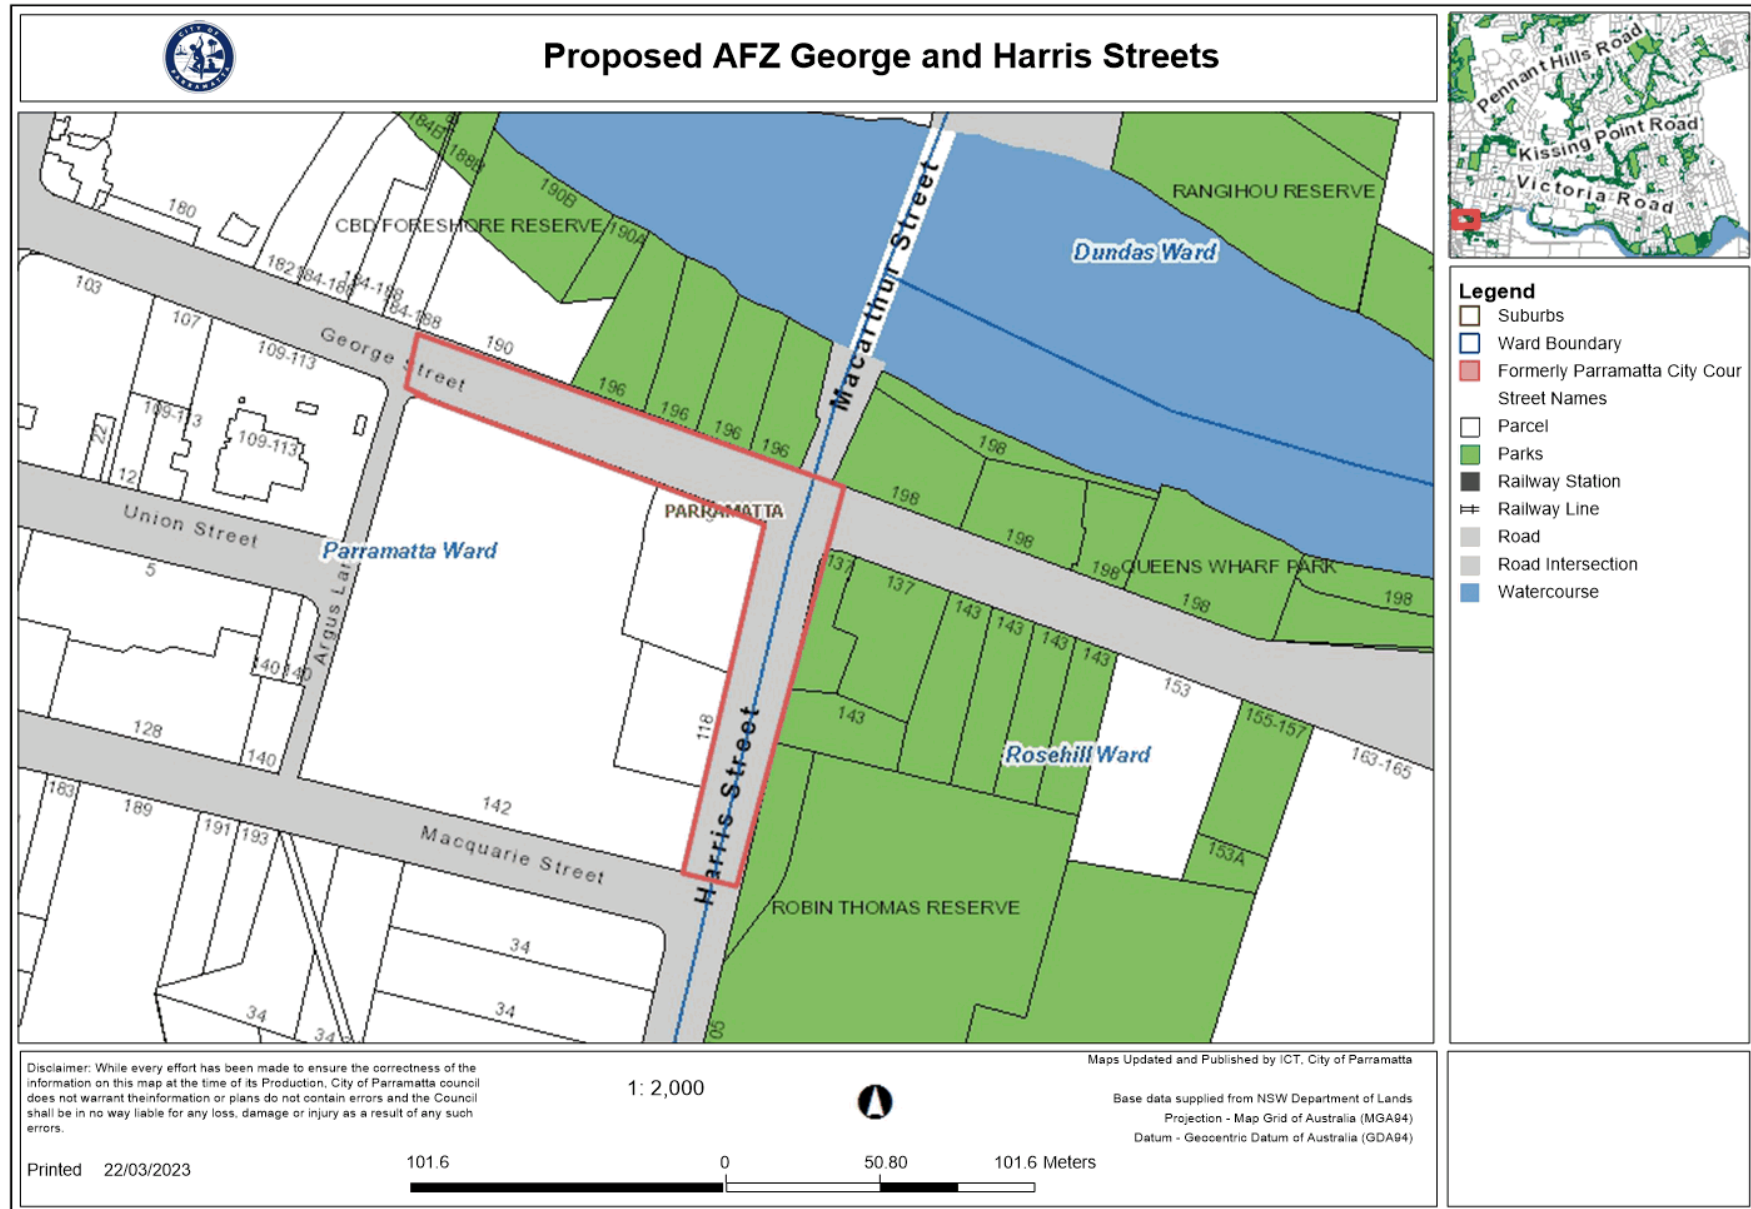 CITY OF
PARRAMATTA
Proposed AFZ George and Harris Streets
Pennant Hills Road
Kissing Point Road
Victoria Road
184B
188B
190B
190A
CBD FORESHORE RESERVE
RANGIHOU RESERVE
Dundas Ward
Macarthur Street
180
182
184-188
184-188
84-188
103
107
109-113
George Street
190
196
196
196
196
109-113
109-113
22
12
198
198
198
198
198
198
QUEENS WHARF PARK
PARRAMATTA
Union Street
Parramatta Ward
5
Argus Lan
137
137
143
143
143
143
143
153
155-157
163-165
153A
Rosehill Ward
118
Harris Street
140
140
128
140
142
Macquarie Street
183
189
191
193
ROBIN THOMAS RESERVE
34
34
34
34
Legend
Suburbs
Ward Boundary
Formerly Parramatta City Cour
Street Names
Parcel
Parks
Railway Station
Railway Line
Road
Road Intersection
Watercourse
Disclaimer: While every effort has been made to ensure the correctness of the
information on this map at the time of its Production, City of Parramatta council
does not warrant theinformation or plans do not contain errors and the Council
shall be in no way liable for any loss, damage or injury as a result of any such
errors.
Printed 22/03/2023
1: 2,000
101.6 0 50.80 101.6 Meters
Maps Updated and Published by ICT, City of Parramatta
Base data supplied from NSW Department of Lands
Projection - Map Grid of Australia (MGA94)
Datum - Geocentric Datum of Australia (GDA94)